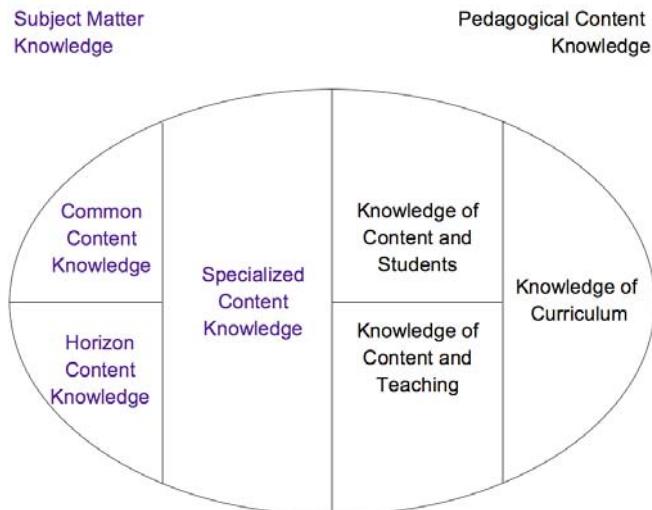 Subject Matter
Knowledge
Pedagogical Content
Knowledge
Common
Content
Knowledge
Horizon
Content
Knowledge
Specialized
Content
Knowledge
Knowledge of
Content and
Students
Knowledge of
Content and
Teaching
Knowledge of
Curriculum